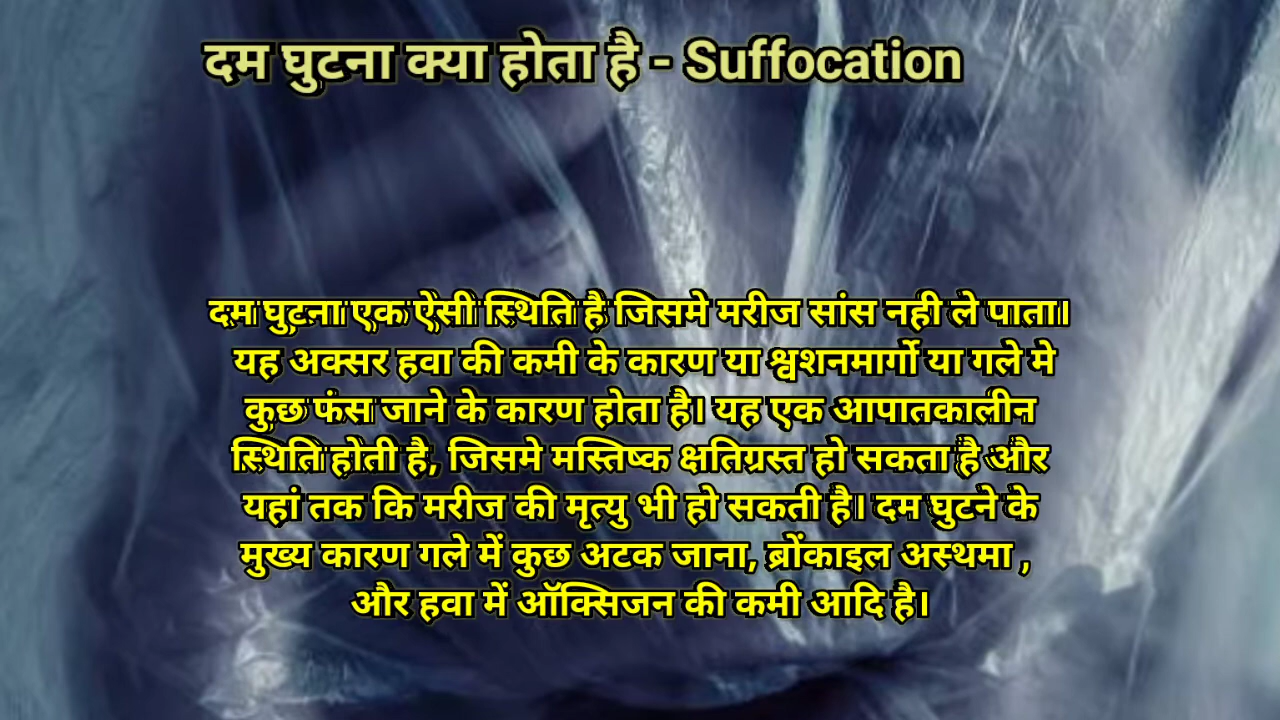 दम घुटना क्या होता है - Suffocation
दम घुटना एक ऐसी स्थिति है जिसमे मरीज सांस नही ले पाता।
यह अक्सर हवा की कमी के कारण या श्वशनमार्गो या गले मे
कुछ फंस जाने के कारण होता है। यह एक आपातकालीन
स्थिति होती है, जिसमे मस्तिष्क क्षतिग्रस्त हो सकता है और
यहां तक कि मरीज की मृत्यु भी हो सकती है। दम घुटने के
मुख्य कारण गले में कुछ अटक जाना, ब्रोंकाइल अस्थमा ,
और हवा में ऑक्सिजन की कमी आदि है।